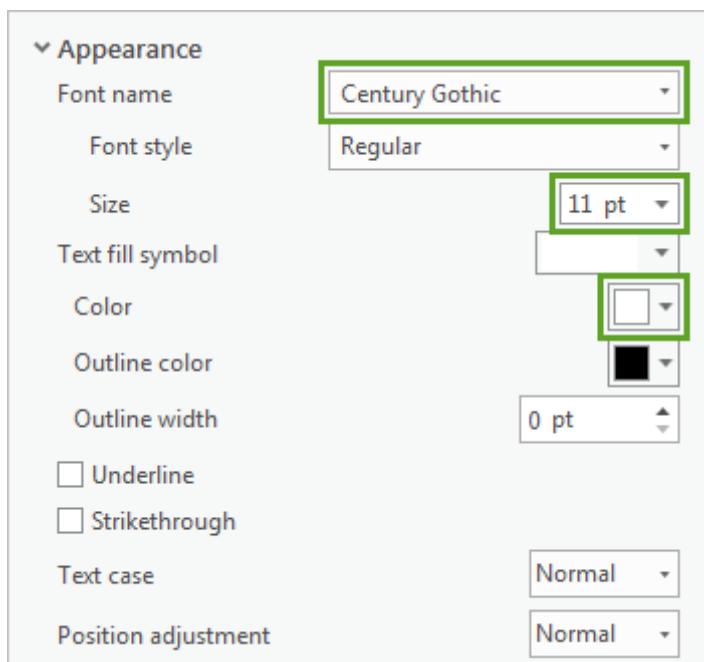 Appearance
Font name Century Gothic
Font style Regular
Size 11 pt
Text fill symbol
Color
Outline color
Outline width 0 pt
Underline
Strikethrough
Text case Normal
Position adjustment Normal